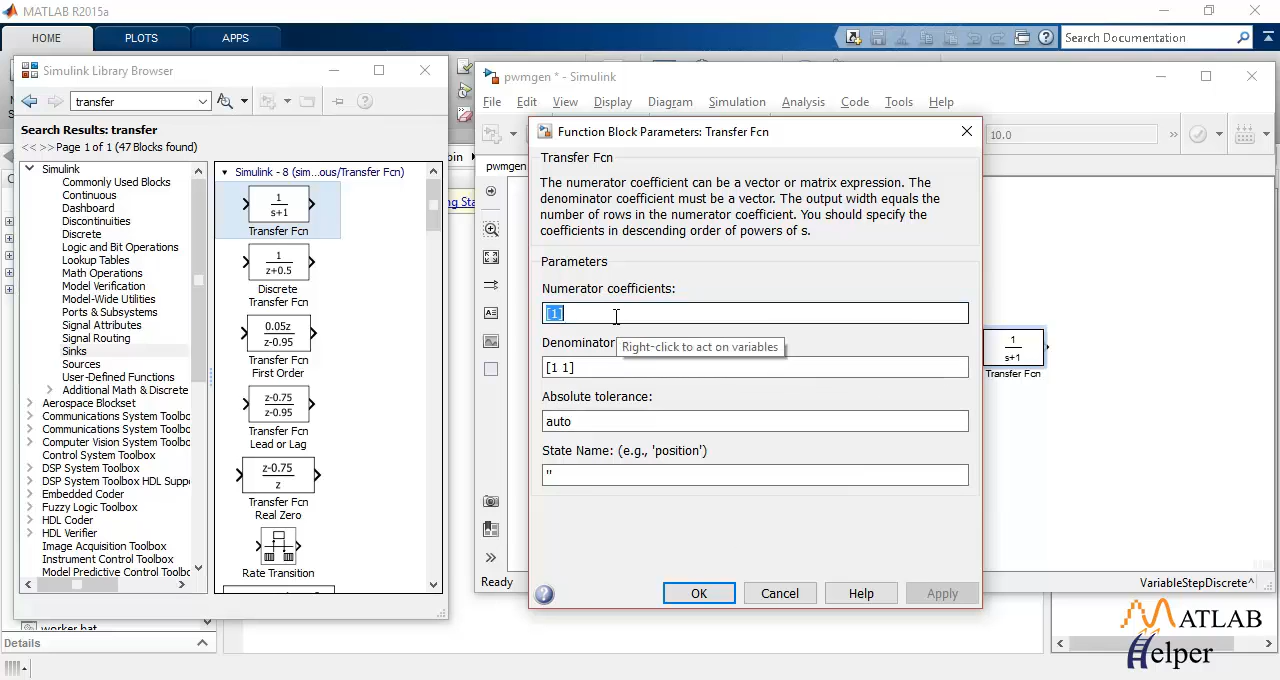 MATLAB R2015a
HOME
PLOTS
APPS
Search Documentation
Simulink Library Browser
transfer
Search Results: transfer
<< >>Page 1 of 1 (47 Blocks found)
Simulink
Commonly Used Blocks
Continuous
Dashboard
Discontinuities
Discrete
Logic and Bit Operations
Lookup Tables
Math Operations
Model Verification
Model-Wide Utilities
Ports & Subsystems
Signal Attributes
Signal Routing
Sinks
Sources
User-Defined Functions
Additional Math & Discrete
Aerospace Blockset
Communications System Toolbo
Communications System Toolbo
Computer Vision System Toolbo
Control System Toolbox
DSP System Toolbox
DSP System Toolbox HDL Suppo
Embedded Coder
Fuzzy Logic Toolbox
HDL Coder
HDL Verifier
Image Acquisition Toolbox
Instrument Control Toolbox
Model Predictive Control Toolbo
Simulink - 8 (sim...ous/Transfer Fcn)
1
s+1
Transfer Fcn
1
z+0.5
Discrete
Transfer Fcn
0.05z
z-0.95
Transfer Fcn
First Order
z-0.75
z-0.95
Transfer Fcn
Lead or Lag
z-0.75
z
Transfer Fcn
Real Zero
Rate Transition
Details
pwmgen * - Simulink
File Edit View Display Diagram Simulation Analysis Code Tools Help
10.0
pwmgen
Function Block Parameters: Transfer Fcn
Transfer Fcn
The numerator coefficient can be a vector or matrix expression. The
denominator coefficient must be a vector. The output width equals the
number of rows in the numerator coefficient. You should specify the
coefficients in descending order of powers of s.
Parameters
Numerator coefficients:
[1]
Denominator
Right-click to act on variables
[1 1]
Absolute tolerance:
auto
State Name: (e.g., 'position')
''
OK
Cancel
Help
Apply
1
s+1
Transfer Fcn
Ready
VariableStepDiscrete^
MATLAB
Helper